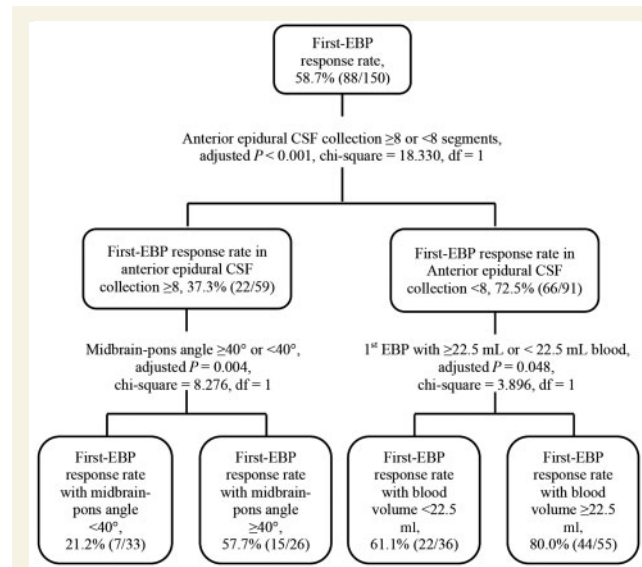 First-EBP
response rate,
58.7% (88/150)
Anterior epidural CSF collection ≥8 or <8 segments,
adjusted P < 0.001, chi-square = 18.330, df = 1
First-EBP response rate in
anterior epidural CSF
collection ≥8, 37.3% (22/59)
First-EBP response rate in
Anterior epidural CSF
collection <8, 72.5% (66/91)
Midbrain-pons angle ≥40° or <40°,
adjusted P = 0.004,
chi-square = 8.276, df = 1
1st EBP with ≥22.5 mL or < 22.5 mL blood,
adjusted P = 0.048,
chi-square = 3.896, df = 1
First-EBP
response rate
with midbrain-
pons angle
<40°,
21.2% (7/33)
First-EBP
response rate
with midbrain-
pons angle
≥40°,
57.7% (15/26)
First-EBP
response rate
with blood
volume <22.5
ml,
61.1% (22/36)
First-EBP
response rate
with blood
volume ≥22.5
ml,
80.0% (44/55)